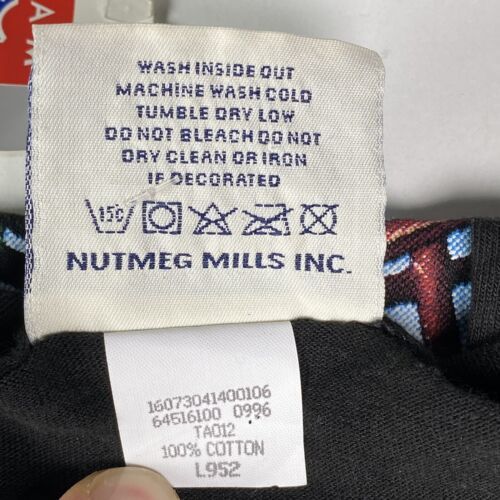 WASH INSIDE OUT
MACHINE WASH COLD
TUMBLE DRY LOW
DO NOT BLEACH DO NOT
DRY CLEAN OR IRON
IF DECORATED
15C
NUTMEG MILLS INC.
16073041400106
64516100 0996
TA012
100% COTTON
L952